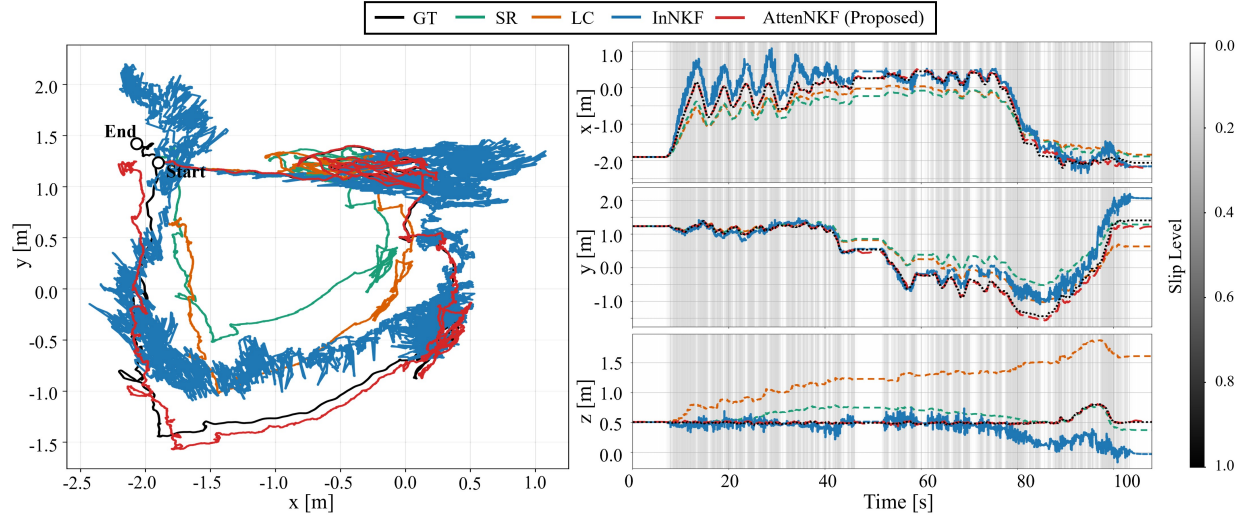 GT SR LC InNKF AttenNKF (Proposed)
2.0
1.5
1.0
0.5
0.0
-0.5
-1.0
-1.5
y [m]
End
Start
-2.5 -2.0 -1.5 -1.0 -0.5 0.0 0.5 1.0
x [m]
1.0
0.0
-1.0
-2.0
x [m]
2.0
1.0
0.0
-1.0
y [m]
1.5
1.0
0.5
0.0
z [m]
0 20 40 60 80 100
Time [s]
Slip Level
0.0
0.2
0.4
0.6
0.8
1.0